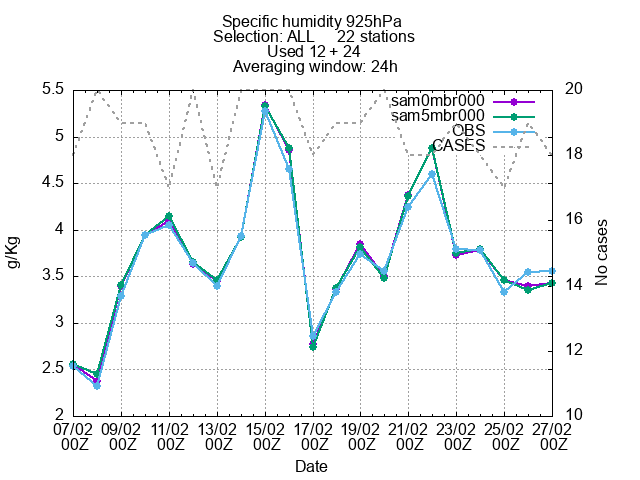 Specific humidity 925hPa
Selection: ALL 22 stations
Used 12 + 24
Averaging window: 24h
5.5 20
sam0mbr000
sam5mbr000
OBS
CASES
5
4.5
4
3.5
3
2.5
2
18
16
14
12
10
g/Kg
No cases
07/02 09/02 11/02 13/02 15/02 17/02 19/02 21/02 23/02 25/02 27/02
00Z 00Z 00Z 00Z 00Z 00Z 00Z 00Z 00Z 00Z 00Z
Date